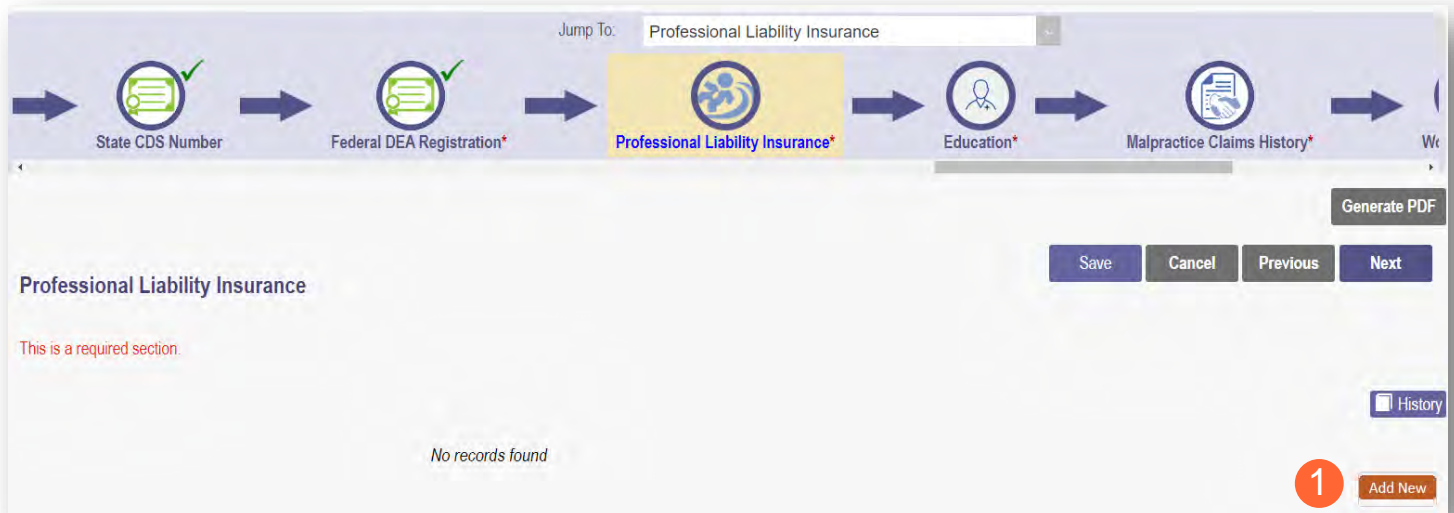 Jump To: Professional Liability Insurance
State CDS Number Federal DEA Registration* Professional Liability Insurance* Education* Malpractice Claims History* Wo
Generate PDF
Save Cancel Previous Next
Professional Liability Insurance
This is a required section.
History
No records found
1 Add New